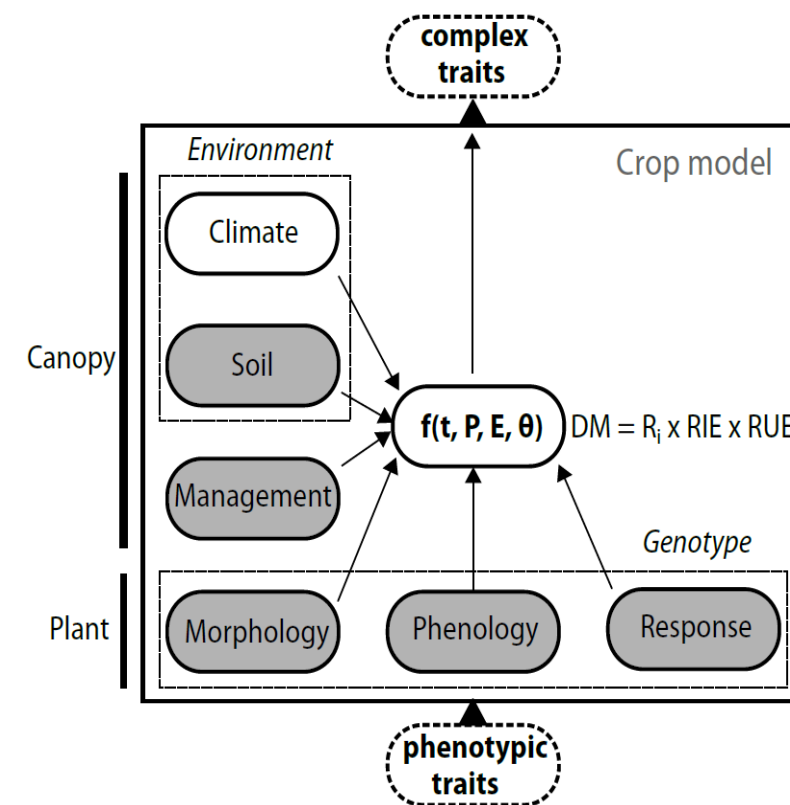 complex
traits
Environment
Crop model
Climate
Canopy
Soil
f(t, P, E, θ)
DM = Rᵢ x RIE x RUE
Management
Genotype
Plant
Morphology
Phenology
Response
phenotypic
traits